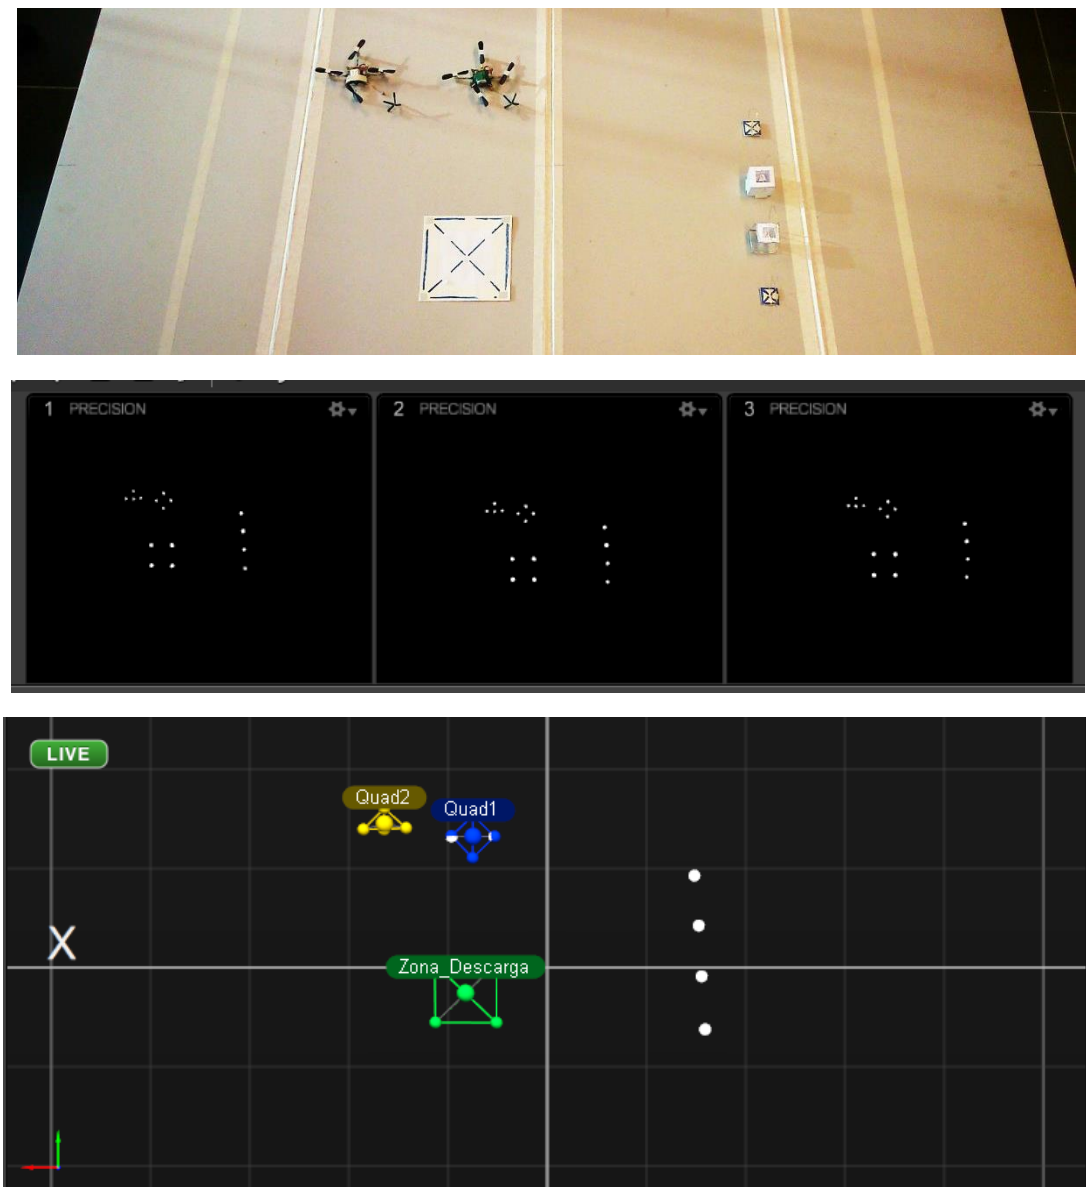 1 PRECISION
2 PRECISION
3 PRECISION
LIVE
Quad2
Quad1
X
Zona_Descarga